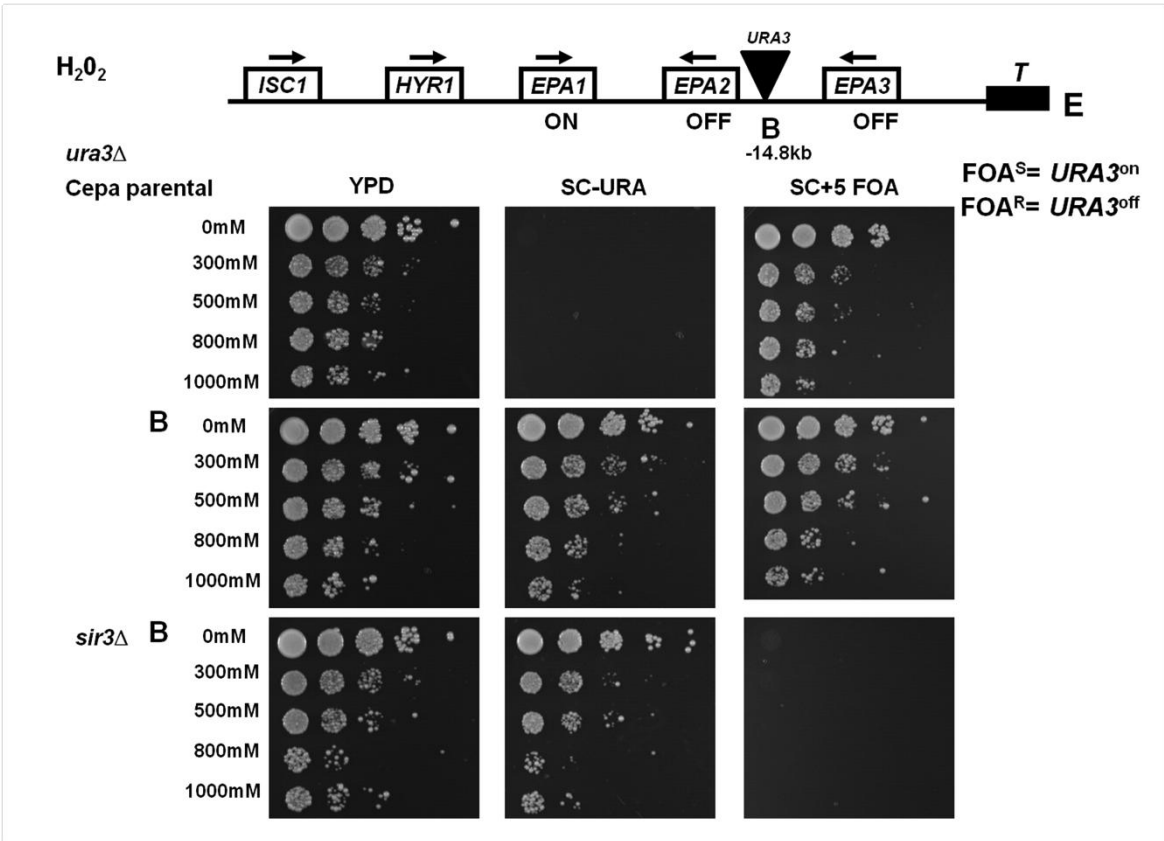 URA3
H₂0₂
ISC1 HYR1 EPA1 EPA2 EPA3 T
E
ON OFF B OFF
-14.8kb
ura3Δ
Cepa parental YPD SC-URA SC+5 FOA
FOAˢ= URA3ᵒⁿ
FOAᴿ= URA3ᵒᶠᶠ
0mM
300mM
500mM
800mM
1000mM
B 0mM
300mM
500mM
800mM
1000mM
sir3Δ B 0mM
300mM
500mM
800mM
1000mM